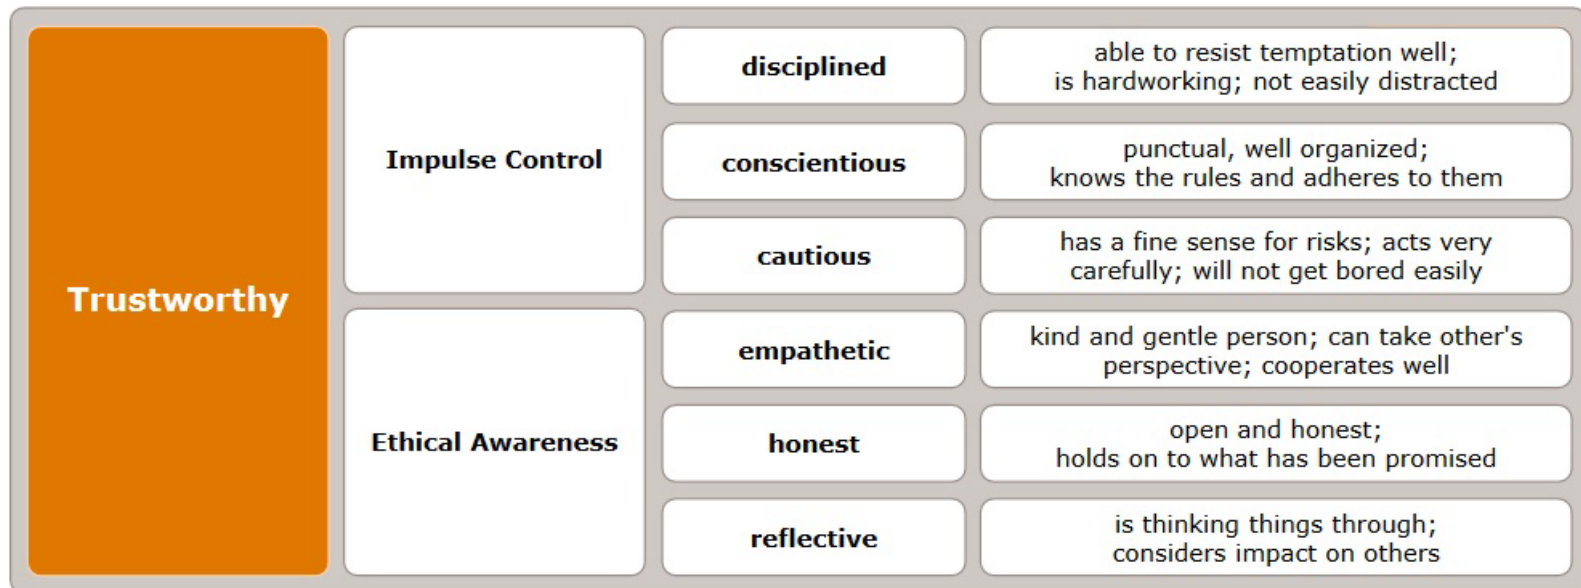 Trustworthy
Impulse Control
disciplined
able to resist temptation well;
is hardworking; not easily distracted
conscientious
punctual, well organized;
knows the rules and adheres to them
cautious
has a fine sense for risks; acts very
carefully; will not get bored easily
Ethical Awareness
empathetic
kind and gentle person; can take other's
perspective; cooperates well
honest
open and honest;
holds on to what has been promised
reflective
is thinking things through;
considers impact on others